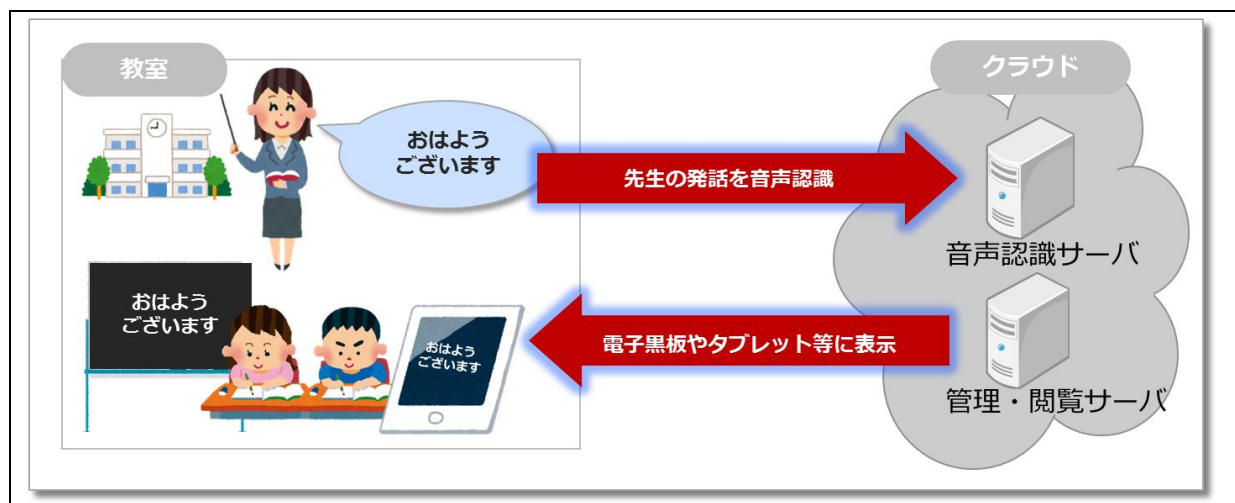 教室
クラウド
おはよう
ございます
先生の発話を音声認識
音声認識サーバ
おはよう
ございます
おはよう
ございます
電子黒板やタブレット等に表示
管理・閲覧サーバ